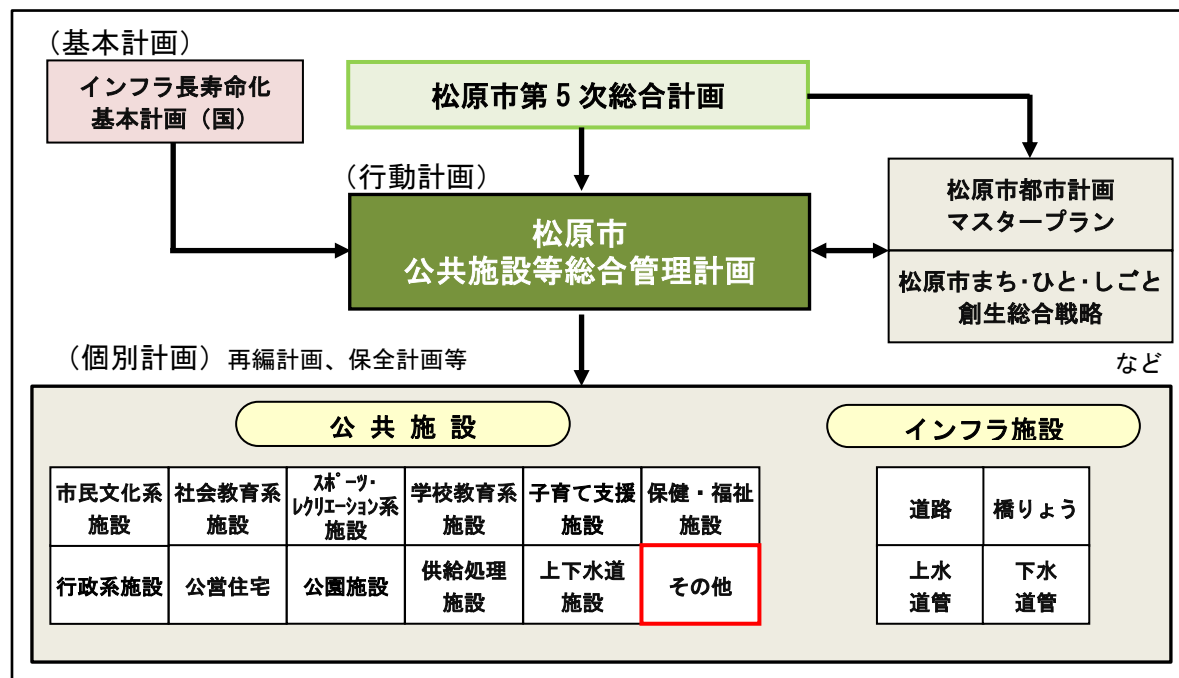 （基本計画）
インフラ長寿命化
基本計画（国）
松原市第５次総合計画
（行動計画）
松原市
公共施設等総合管理計画
松原市都市計画
マスタープラン
松原市まち・ひと・しごと
創生総合戦略
など
（個別計画）再編計画、保全計画等
公 共 施 設
市民文化系
施設
社会教育系
施設
ｽﾎﾟｰﾂ・
ﾚｸﾘｴｰｼｮﾝ系
施設
学校教育系
施設
子育て支援
施設
保健・福祉
施設
行政系施設
公営住宅
公園施設
供給処理
施設
上下水道
施設
その他
インフラ施設
道路
橋りょう
上水
道管
下水
道管